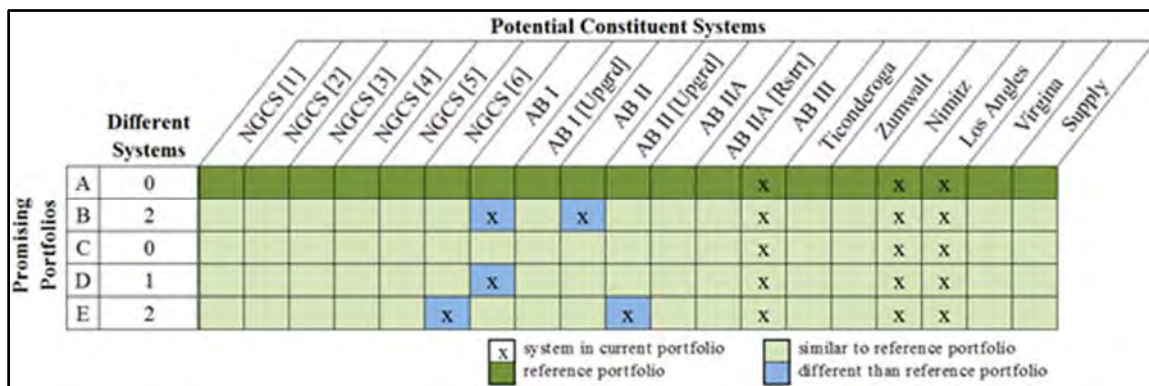 Potential Constituent Systems
Different
Systems
NGCS [1]
NGCS [2]
NGCS [3]
NGCS [4]
NGCS [5]
NGCS [6]
AB I
AB I [Upgrd]
AB II
AB II [Upgrd]
AB IIA
AB IIA [Rstrt]
AB III
Ticonderoga
Zumwalt
Nimitz
Los Angles
Virgina
Supply
Promising
Portfolios
A 0 x x x
B 2 x x x x x
C 0 x x x
D 1 x x x x
E 2 x x x x x
x system in current portfolio
similar to reference portfolio
reference portfolio
different than reference portfolio